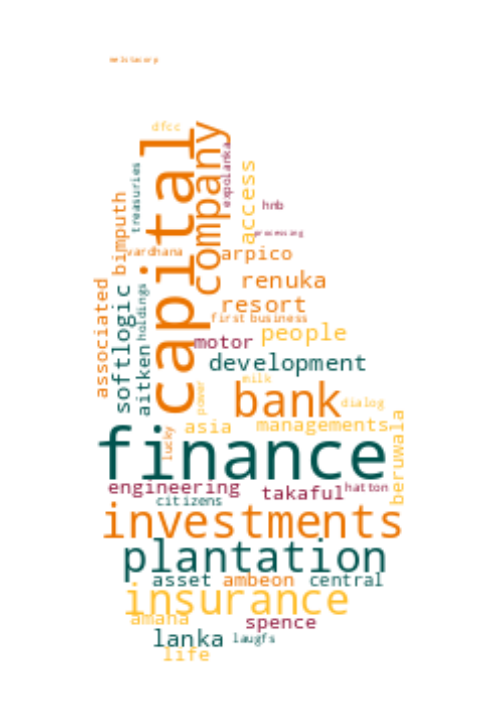 dfcc
capital
company
expolanka
treasuries
access
hnb
processing
bimputh
vardhana
arpico
renuka
associated
softlogic
holdings
resort
first business
people
motor
aitken
development
milk
power
bank
dialog
asia
managements
beruwala
lucky
finance
engineering
takaful
hatton
citizens
investments
plantation
asset
ambeon
central
insurance
amana
spence
lanka
laugfs
life